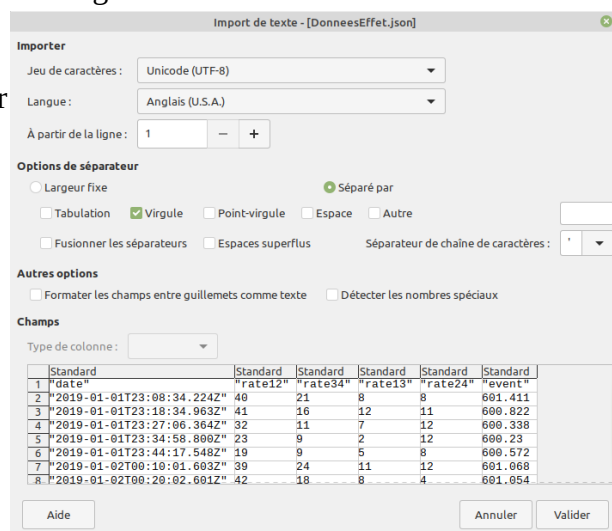 Import de texte - [DonneesEffet.json]
Importer
Jeu de caractères : Unicode (UTF-8)
r
Langue : Anglais (U.S.A.)
À partir de la ligne : 1 − +
Options de séparateur
Largeur fixe Séparé par
Tabulation Virgule Point-virgule Espace Autre
Fusionner les séparateurs Espaces superflus Séparateur de chaîne de caractères : '
Autres options
Formater les champs entre guillemets comme texte Détecter les nombres spéciaux
Champs
Type de colonne :
Standard Standard Standard Standard Standard Standard
1 "date" "rate12" "rate34" "rate13" "rate24" "event"
2 "2019-01-01T23:08:34.224Z" 40 21 8 8 601.411
3 "2019-01-01T23:18:34.963Z" 41 16 12 11 600.822
4 "2019-01-01T23:27:06.364Z" 32 11 7 12 600.338
5 "2019-01-01T23:34:58.800Z" 23 9 2 12 600.23
6 "2019-01-01T23:44:17.548Z" 19 9 5 8 600.572
7 "2019-01-02T00:10:01.603Z" 39 24 11 12 601.068
8 "2019-01-02T00:20:02.601Z" 42 18 8 4 601.054
Aide Annuler Valider